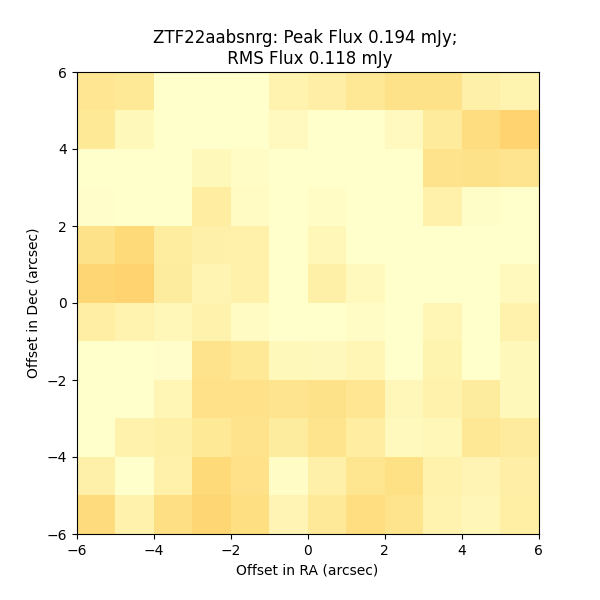 ZTF22aabsnrg: Peak Flux 0.194 mJy;
RMS Flux 0.118 mJy
6
4
2
0
−2
−4
−6
Offset in Dec (arcsec)
−6 −4 −2 0 2 4 6
Offset in RA (arcsec)